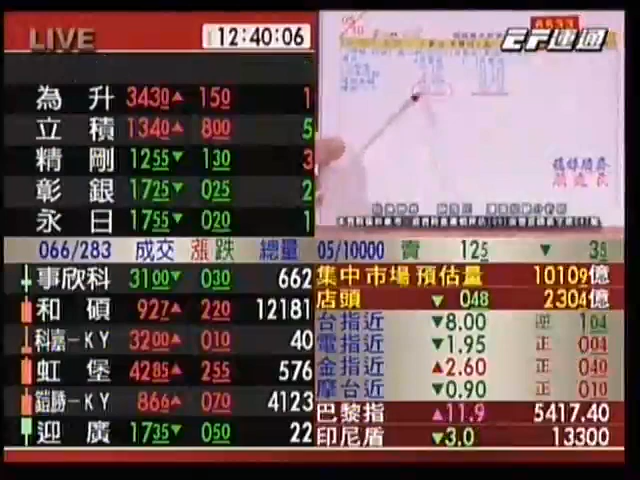 LIVE
12:40:06
為升 3430▲ 150 1
立積 1340▲ 800 5
精剛 1255▼ 130 3
彰銀 1725▼ 025 2
永日 1755▼ 020 1
066/283 成交 漲跌 總量
事欣科 3100▼ 030 662
和碩 927▲ 220 12181
科嘉-KY 3200▲ 010 40
虹堡 4285▲ 255 576
鎧勝-KY 866▲ 070 4123
迎廣 1735▼ 050 22
05/10000 賣 125 ▼ 35
集中市場 預估量 10109億
店頭 ▼ 048 2304億
台指近 ▼8.00 逆 104
電指近 ▼1.95 正 004
金指近 ▲2.60 正 040
摩台近 ▼0.90 正 010
巴黎指 ▲11.9 5417.40
印尼盾 ▼3.0 13300